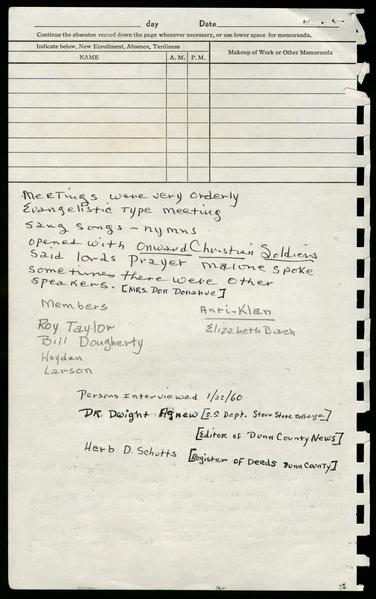 day Date
Continue the absentee record down the page whenever necessary, or use lower space for memoranda.
Indicate below, New Enrollment, Absence, Tardiness
Makeup of Work or Other Memoranda
NAME A. M. P. M.
Meetings were very orderly
Evangelistic Type meeting
Sang Songs - hymns
opened with Onward Christian Soldiers
Said lords prayer malone spoke
sometimes there were other
speakers. [MRS. Don Donahue]
Members
Anti-Klan
Roy Taylor
Elizabeth Burch
Bill Dougherty
Hayden
Larson
Persons Interviewed 1/22/60
DR. Dwight Agnew [S.S. Dept. Stout State College]
[Editor of Dunn County News]
Herb D. Schutts [Register of Deeds Dunn County]